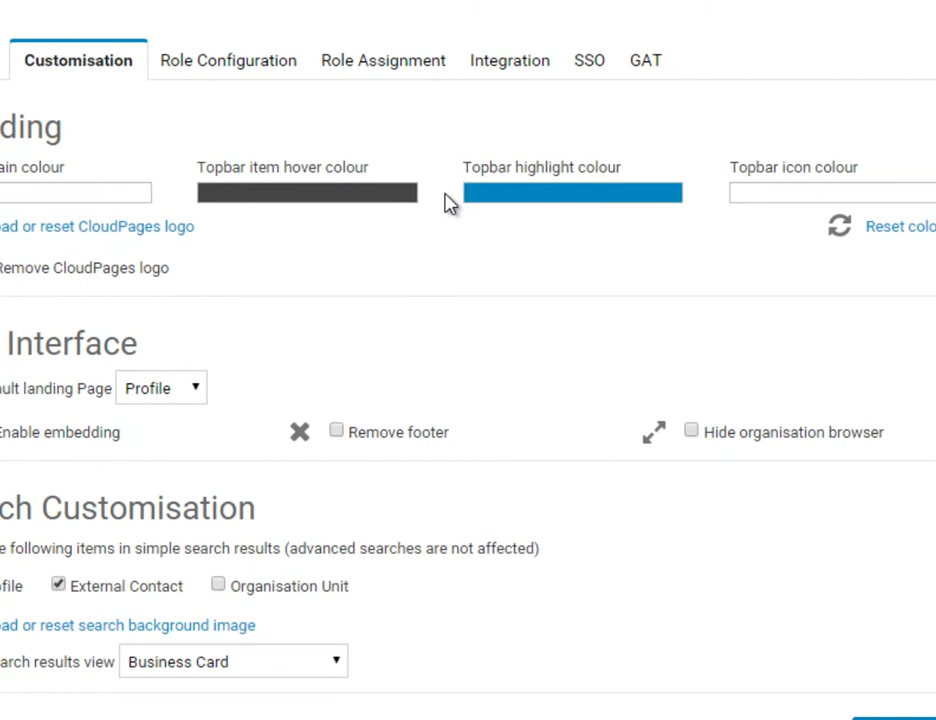 Customisation Role Configuration Role Assignment Integration SSO GAT
ding
ain colour Topbar item hover colour Topbar highlight colour Topbar icon colour
ad or reset CloudPages logo Reset colo
Remove CloudPages logo
Interface
ult landing Page Profile
Enable embedding Remove footer Hide organisation browser
ch Customisation
e following items in simple search results (advanced searches are not affected)
file External Contact Organisation Unit
ad or reset search background image
arch results view Business Card